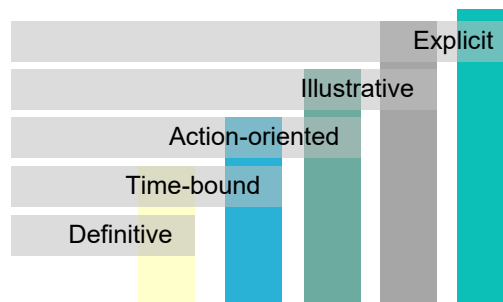 Explicit
Illustrative
Action-oriented
Time-bound
Definitive